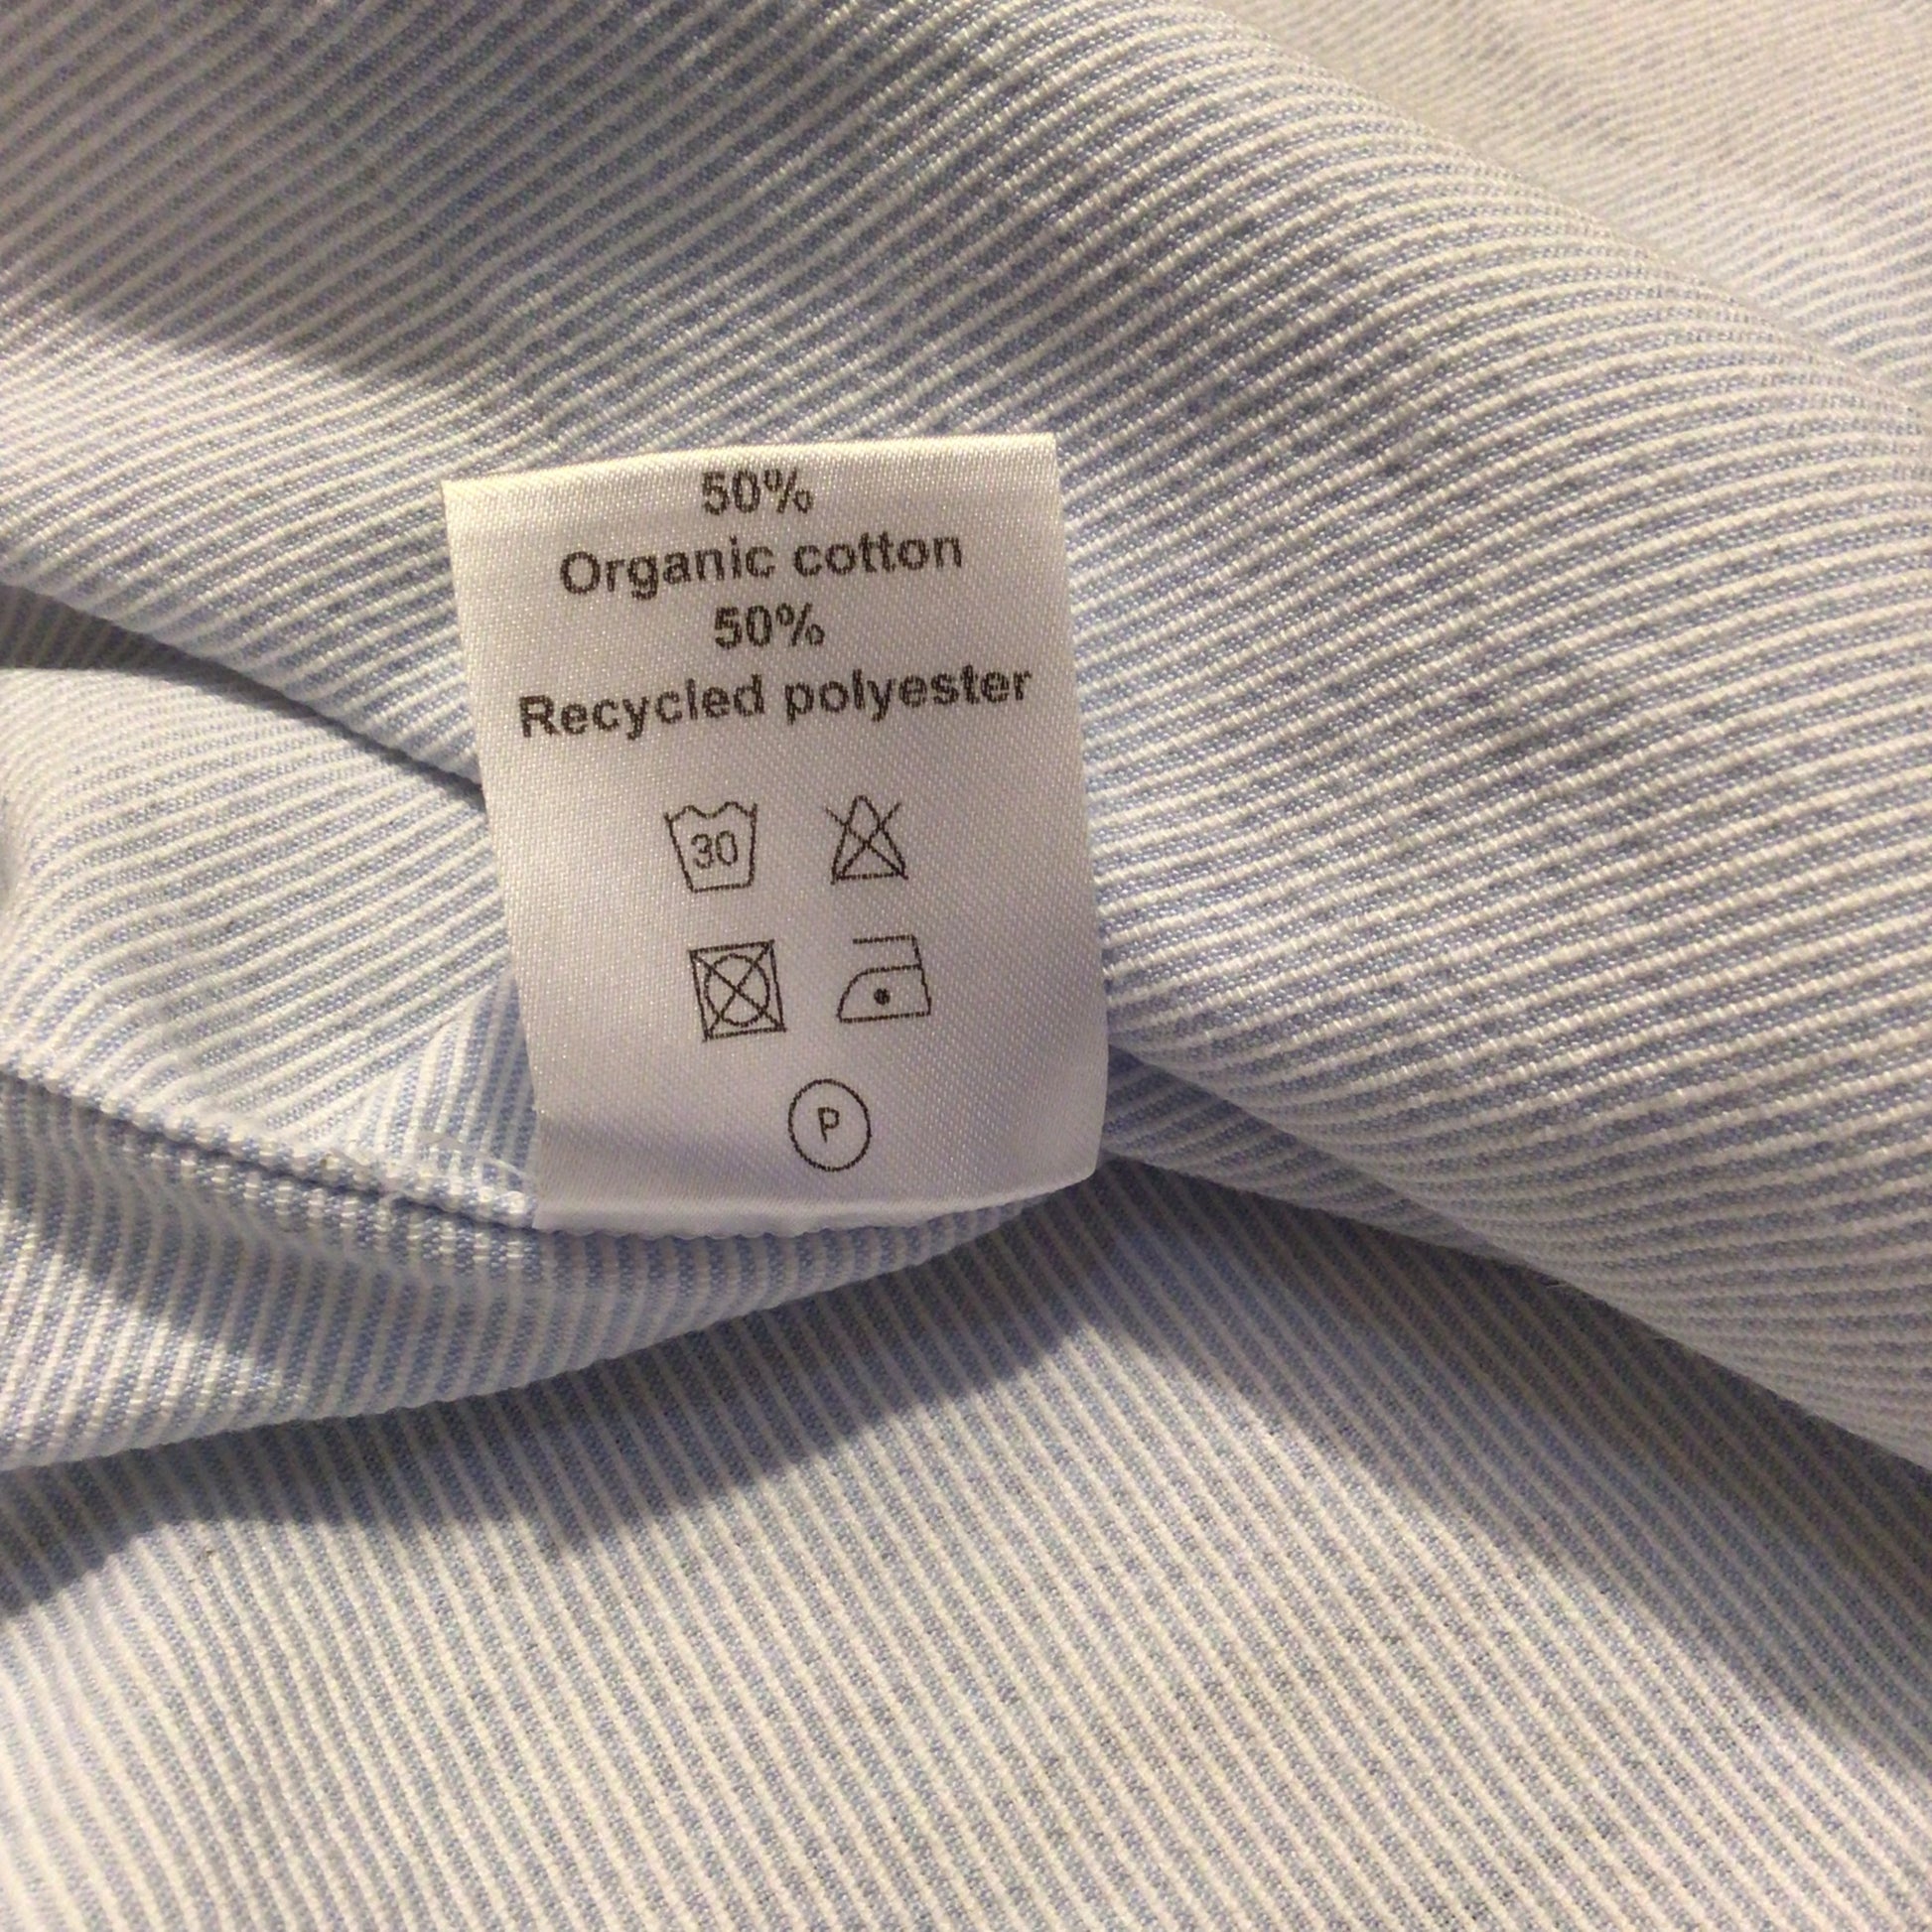 50%
Organic cotton
50%
Recycled polyester
30
P